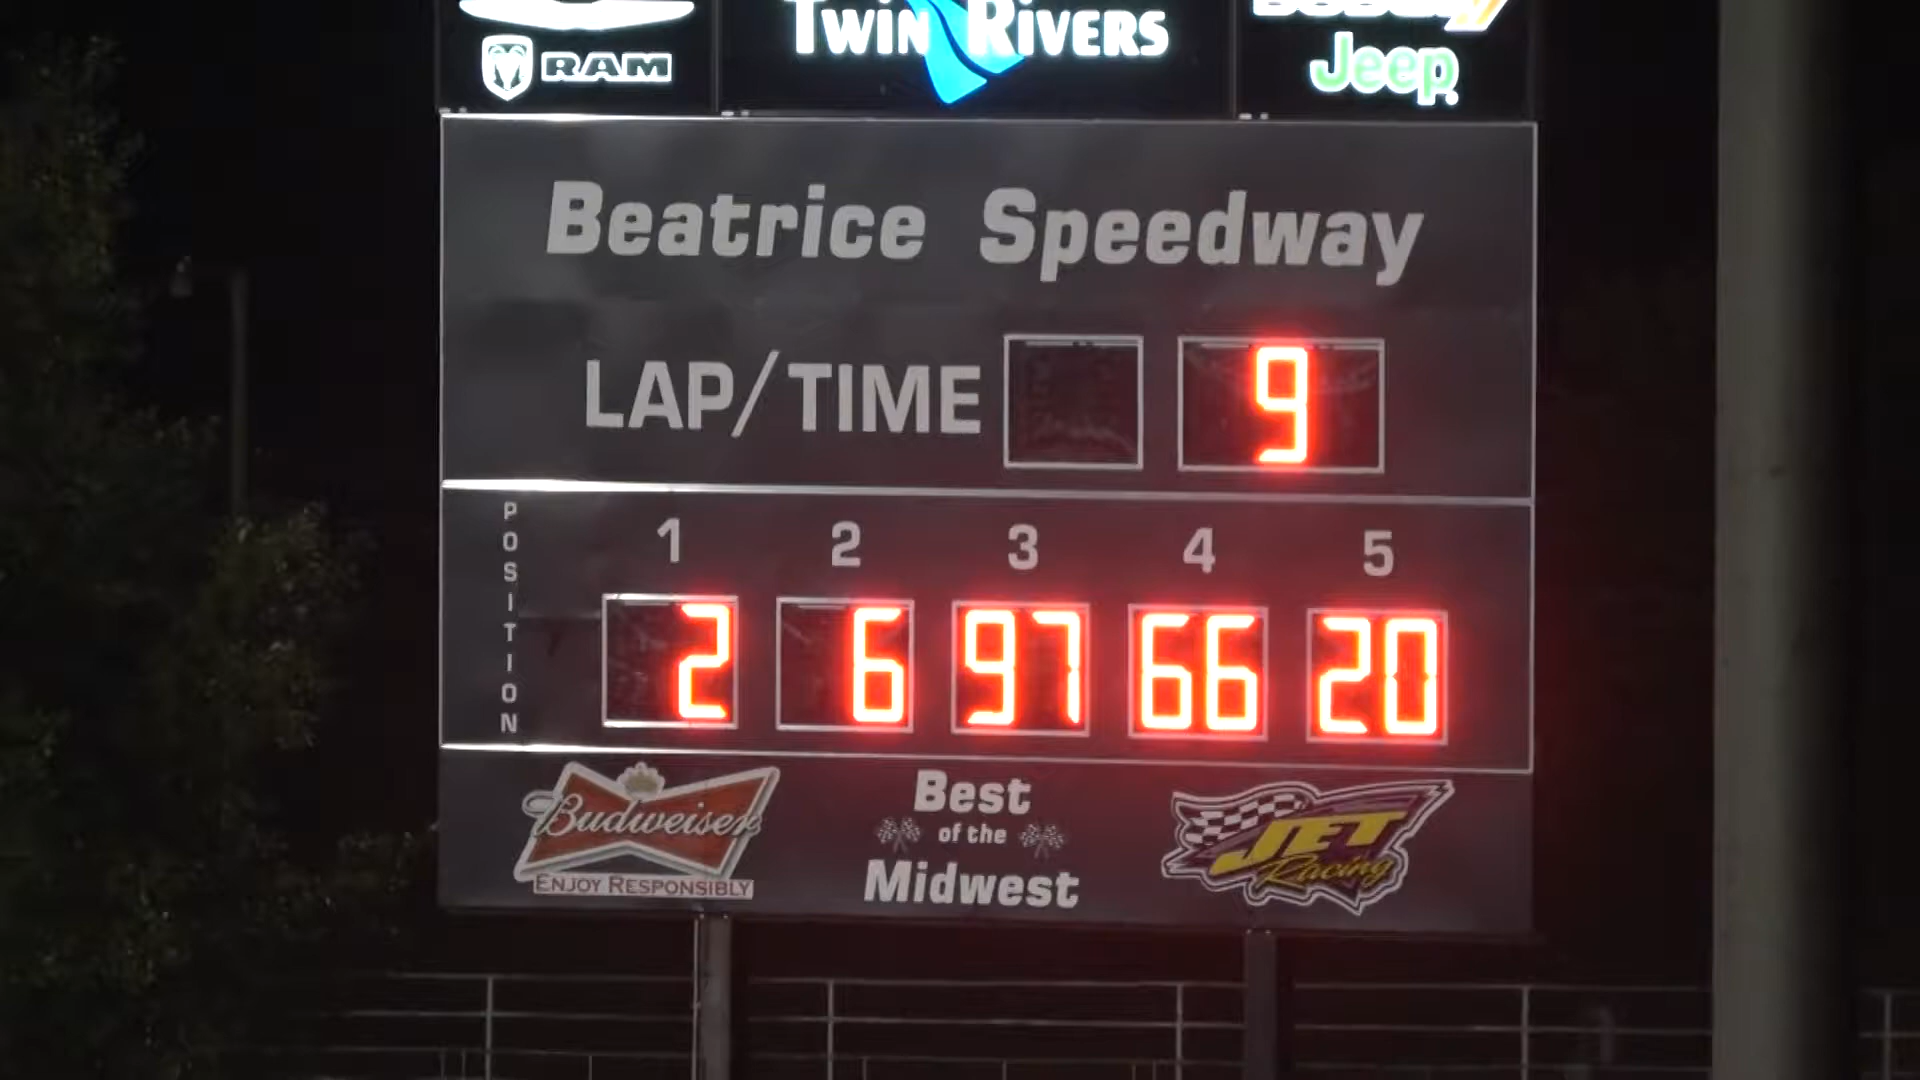 RAM
TWIN RIVERS
Jeep
Beatrice Speedway
LAP/TIME 9
POSITION
1 2 3 4 5
2 6 97 66 20
Budweiser
ENJOY RESPONSIBLY
Best
of the
Midwest
JET
Racing